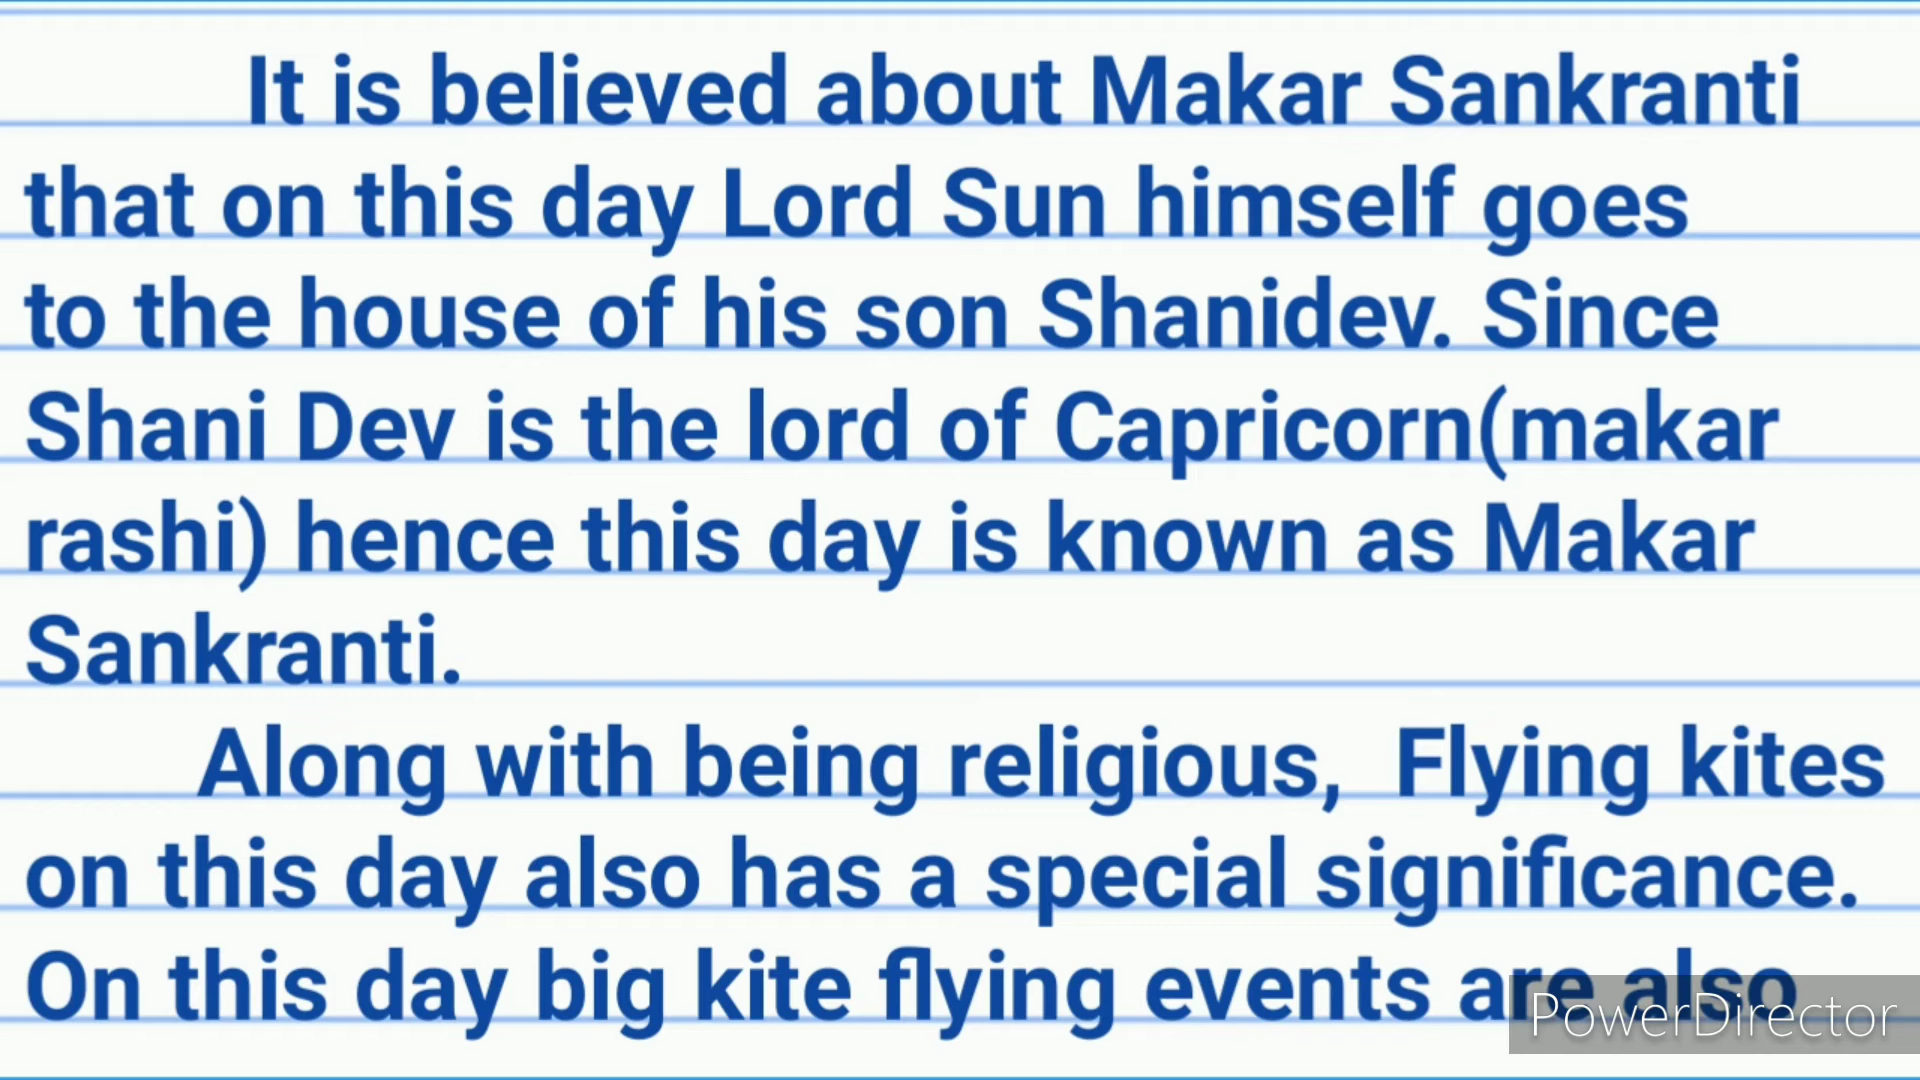 It is believed about Makar Sankranti
that on this day Lord Sun himself goes
to the house of his son Shanidev. Since
Shani Dev is the lord of Capricorn(makar
rashi) hence this day is known as Makar
Sankranti.
Along with being religious,  Flying kites
on this day also has a special significance.
On this day big kite flying events are also
PowerDirector